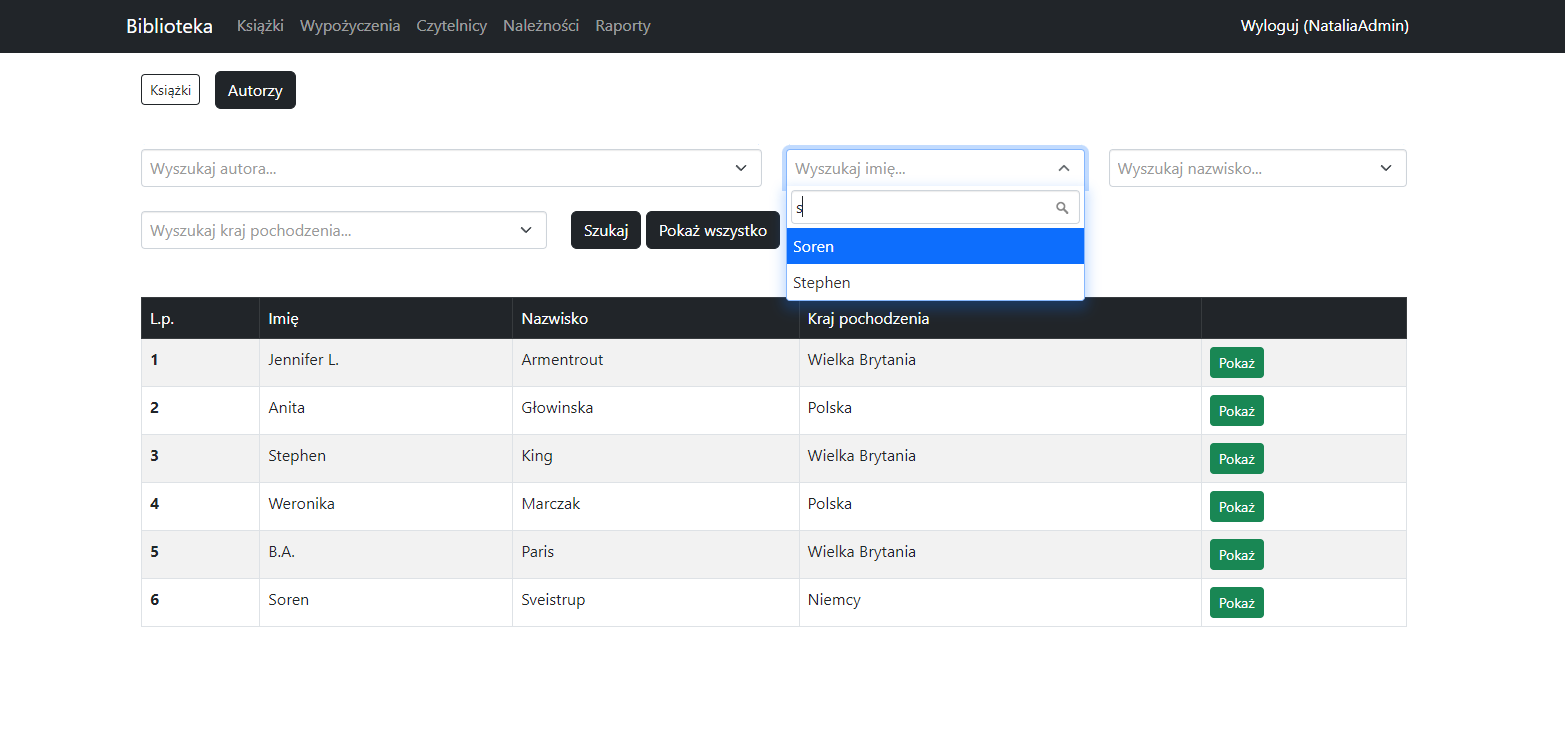 Biblioteka Książki Wypożyczenia Czytelnicy Należności Raporty Wyloguj (NataliaAdmin)
Książki Autorzy
Wyszukaj autora... Wyszukaj imię... Wyszukaj nazwisko...
s
Wyszukaj kraj pochodzenia... Szukaj Pokaż wszystko
Soren
Stephen
L.p. Imię Nazwisko Kraj pochodzenia
1 Jennifer L. Armentrout Wielka Brytania Pokaż
2 Anita Głowinska Polska Pokaż
3 Stephen King Wielka Brytania Pokaż
4 Weronika Marczak Polska Pokaż
5 B.A. Paris Wielka Brytania Pokaż
6 Soren Sveistrup Niemcy Pokaż